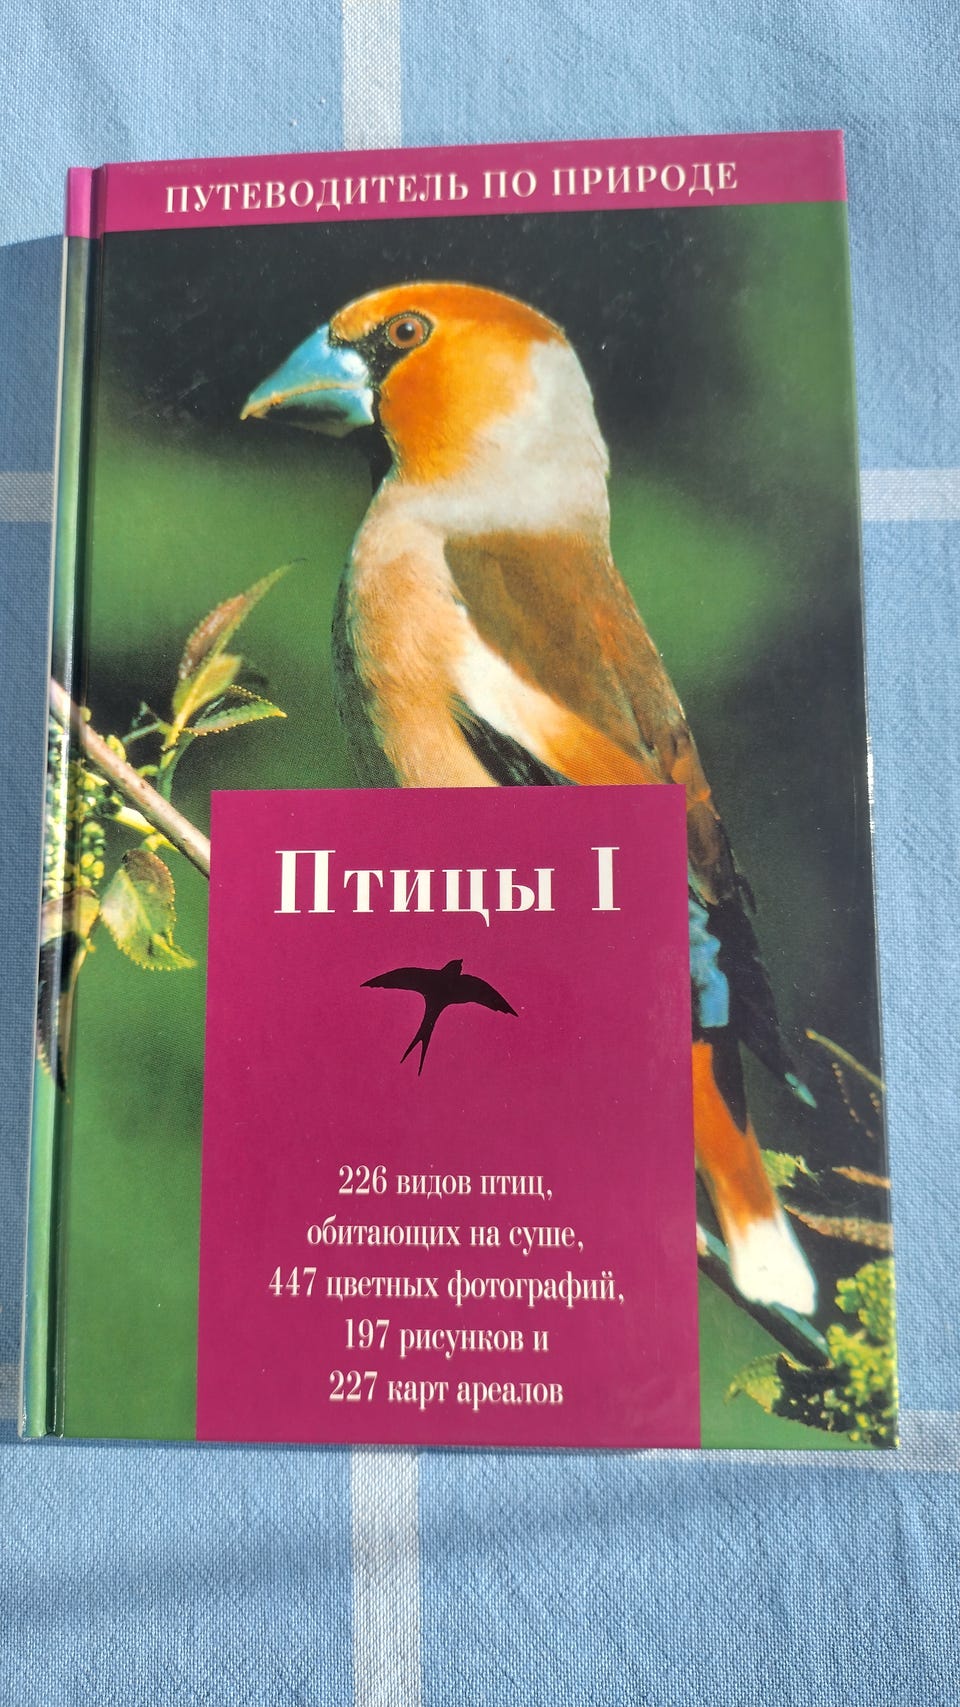 ПУТЕВОДИТЕЛЬ ПО ПРИРОДЕ
Птицы I
226 видов птиц,
обитающих на суше,
447 цветных фотографий,
197 рисунков и
227 карт ареалов